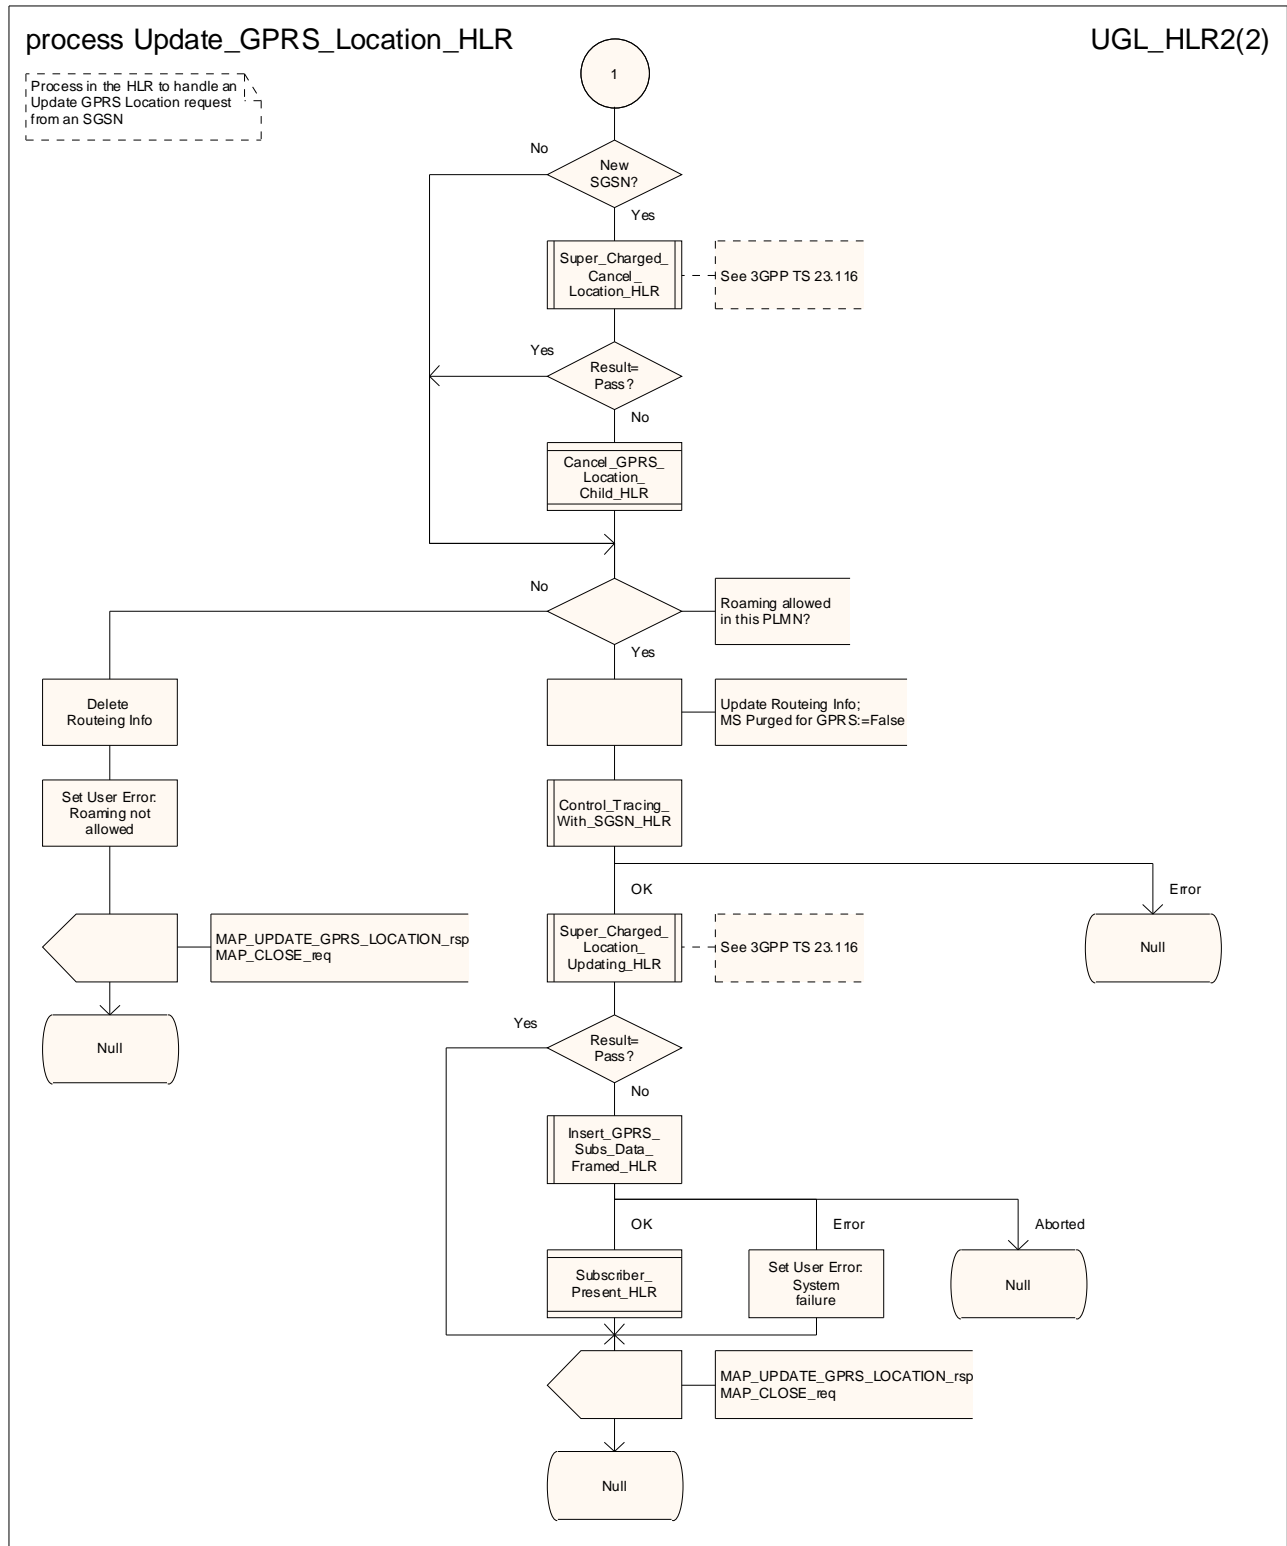 process Update_GPRS_Location_HLR
UGL_HLR2(2)
Process in the HLR to handle an
Update GPRS Location request
from an SGSN
1
No
New
SGSN?
Yes
Super_Charged_
Cancel_
Location_HLR
See 3GPP TS 23.116
Yes
Result=
Pass?
No
Cancel_GPRS_
Location_
Child_HLR
No
Roaming allowed
in this PLMN?
Yes
Delete
Routeing Info
Update Routeing Info;
MS Purged for GPRS:=False
Set User Error:
Roaming not
allowed
Control_Tracing_
With_SGSN_HLR
OK
Error
MAP_UPDATE_GPRS_LOCATION_rsp
MAP_CLOSE_req
Super_Charged_
Location_
Updating_HLR
See 3GPP TS 23.116
Null
Null
Yes
Result=
Pass?
No
Insert_GPRS_
Subs_Data_
Framed_HLR
OK
Error
Aborted
Subscriber_
Present_HLR
Set User Error:
System
failure
Null
MAP_UPDATE_GPRS_LOCATION_rsp
MAP_CLOSE_req
Null